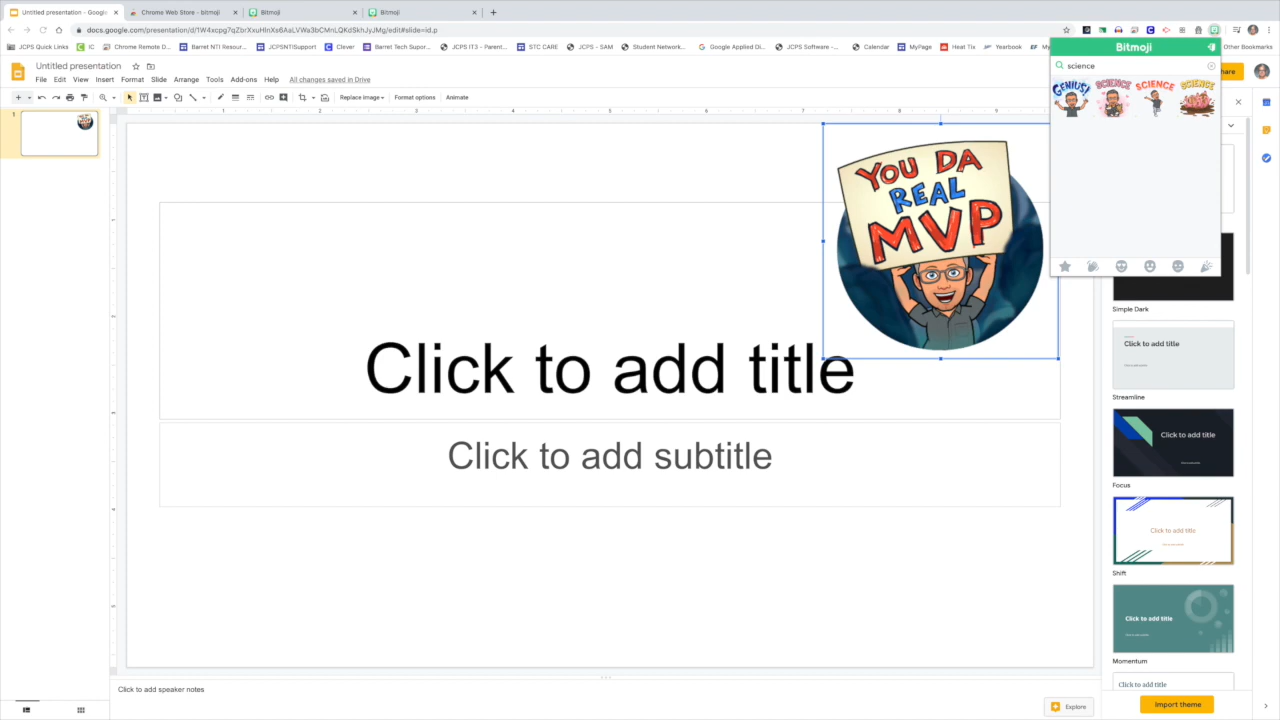 Untitled presentation - Goog
Chrome Web Store - bitmoji
Bitmoji
Bitmoji
docs.google.com/presentation/d/1W4xcpg7qZbrXxuHlnXs6AaLVWa3bCMLQKdSkhJyJMg/edit#slide=id.p
JCPS Quick Links
IC
Chrome Remote D...
Barret NTI Resour...
JCPSNTISupport
Clever
Barret Tech Supor...
JCPS IT3 - Parent...
STC CARE
JCPS - SAM
Student Network...
Google Applied Di...
JCPS Software -...
Calendar
MyPage
Heat Tix
Yearbook
Other Bookmarks
Untitled presentation
File Edit View Insert Format Slide Arrange Tools Add-ons Help All changes saved in Drive
Replace image Format options Animate
Bitmoji
science
GENIUS!
SCIENCE
SCIENCE
SCIENCE
YOU DA
REAL
MVP
Click to add title
Click to add subtitle
Simple Dark
Click to add title
Streamline
Click to add title
Focus
Click to add title
Shift
Click to add title
Momentum
Click to add title
Import theme
Click to add speaker notes
Explore